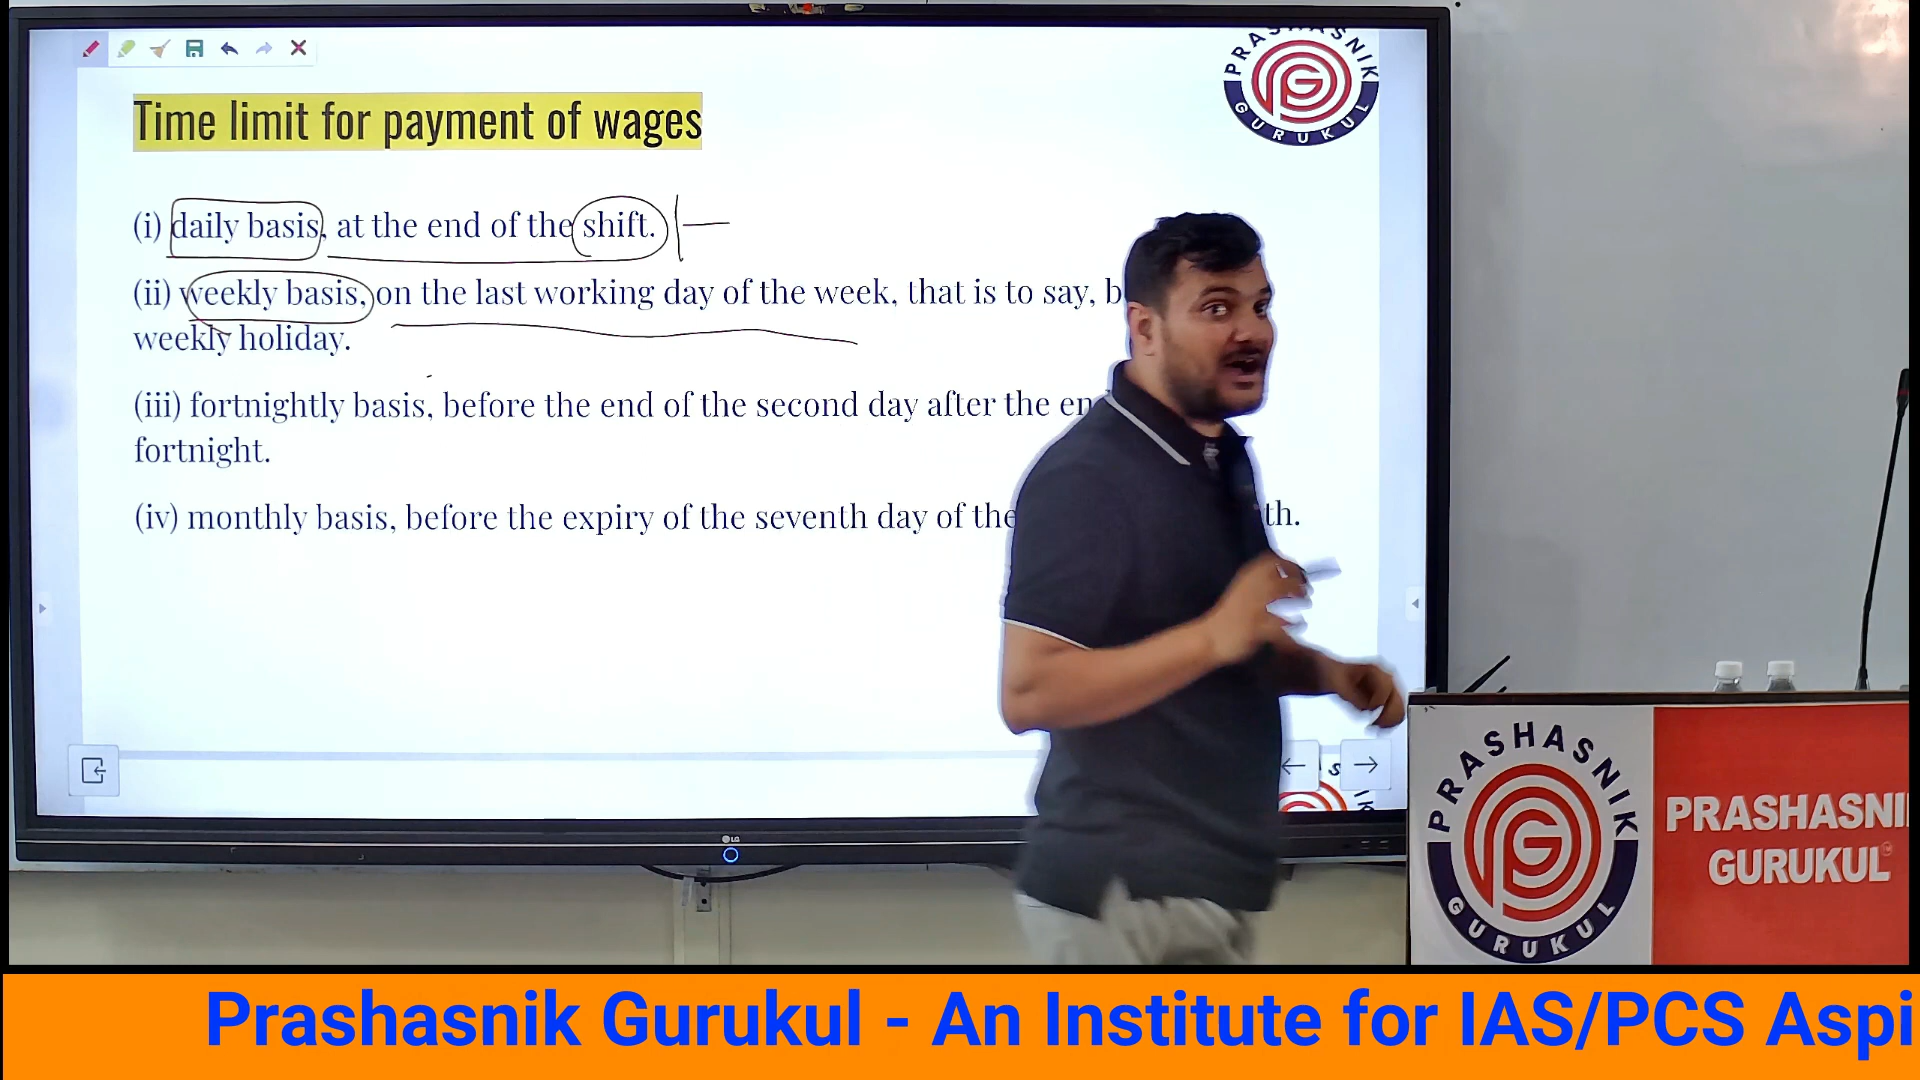 PRASHASNIK
GURUKUL
Time limit for payment of wages
(i) daily basis, at the end of the shift.
(ii) weekly basis, on the last working day of the week, that is to say, b
weekly holiday.
(iii) fortnightly basis, before the end of the second day after the en
fortnight.
(iv) monthly basis, before the expiry of the seventh day of the th.
LG
PRASHASNIK
GURUKUL
PRASHASNI
GURUKUL
Prashasnik Gurukul - An Institute for IAS/PCS Aspi